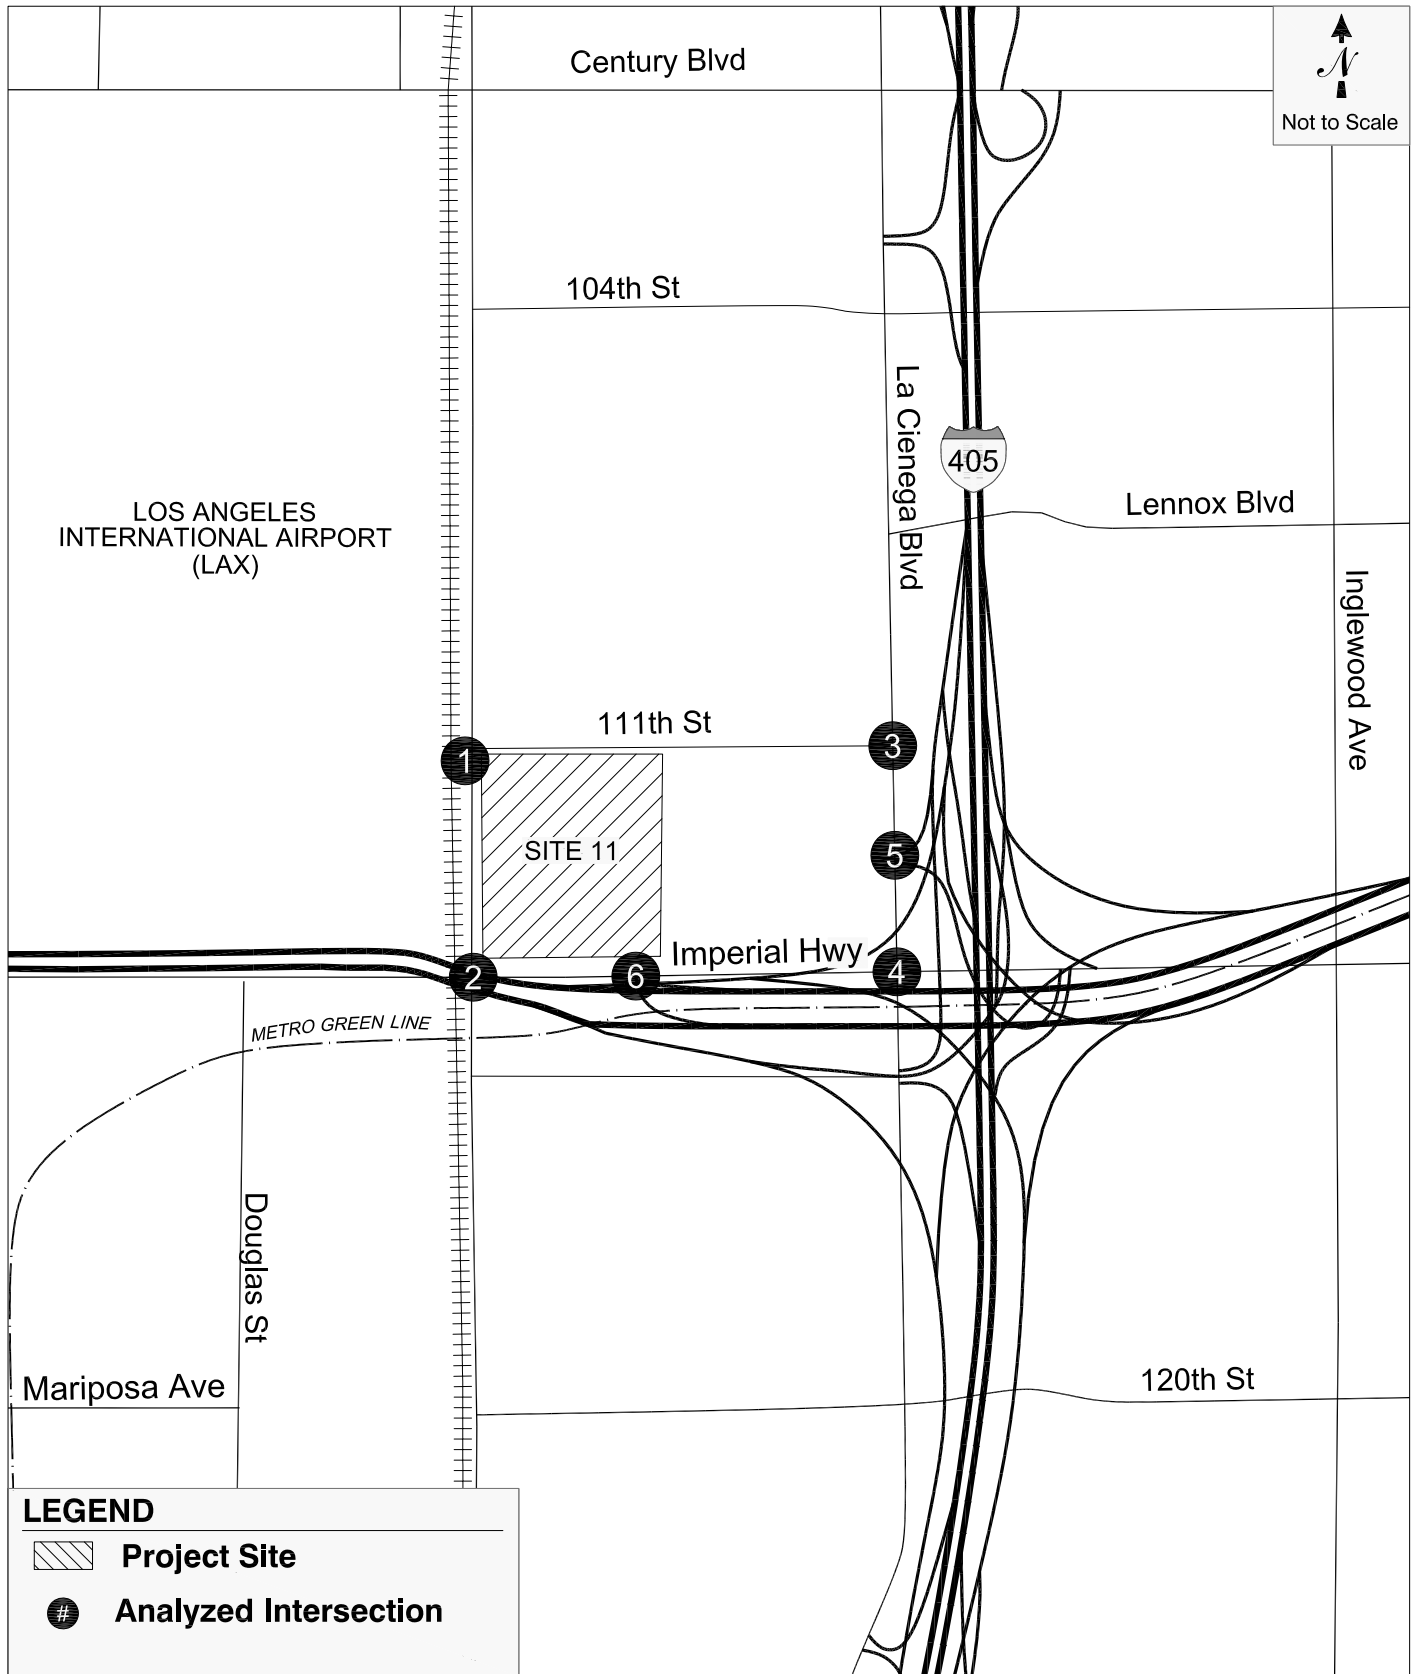 Century Blvd
N
Not to Scale
104th St
La Cienega Blvd
405
LOS ANGELES
INTERNATIONAL AIRPORT
(LAX)
Lennox Blvd
Inglewood Ave
111th St
1
3
SITE 11
5
Imperial Hwy
2
6
4
METRO GREEN LINE
Douglas St
Mariposa Ave
120th St
LEGEND
Project Site
# Analyzed Intersection